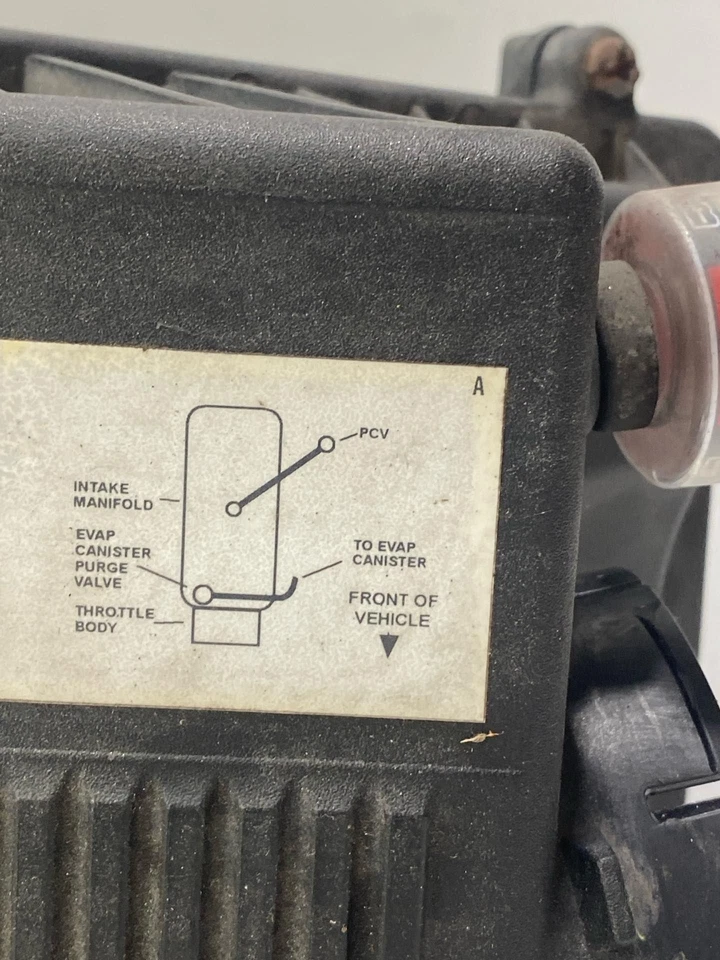 A
PCV
INTAKE
MANIFOLD
EVAP
CANISTER
PURGE
VALVE
TO EVAP
CANISTER
THROTTLE
BODY
FRONT OF
VEHICLE